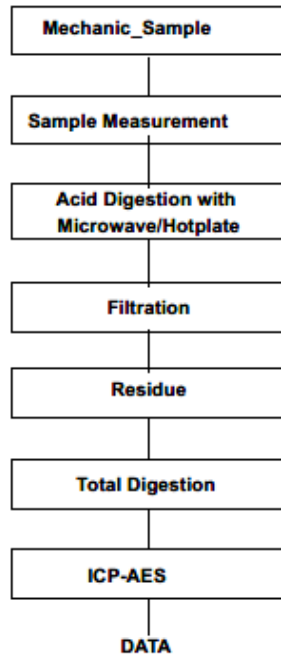 Mechanic_Sample
Sample Measurement
Acid Digestion with
Microwave/Hotplate
Filtration
Residue
Total Digestion
ICP-AES
DATA